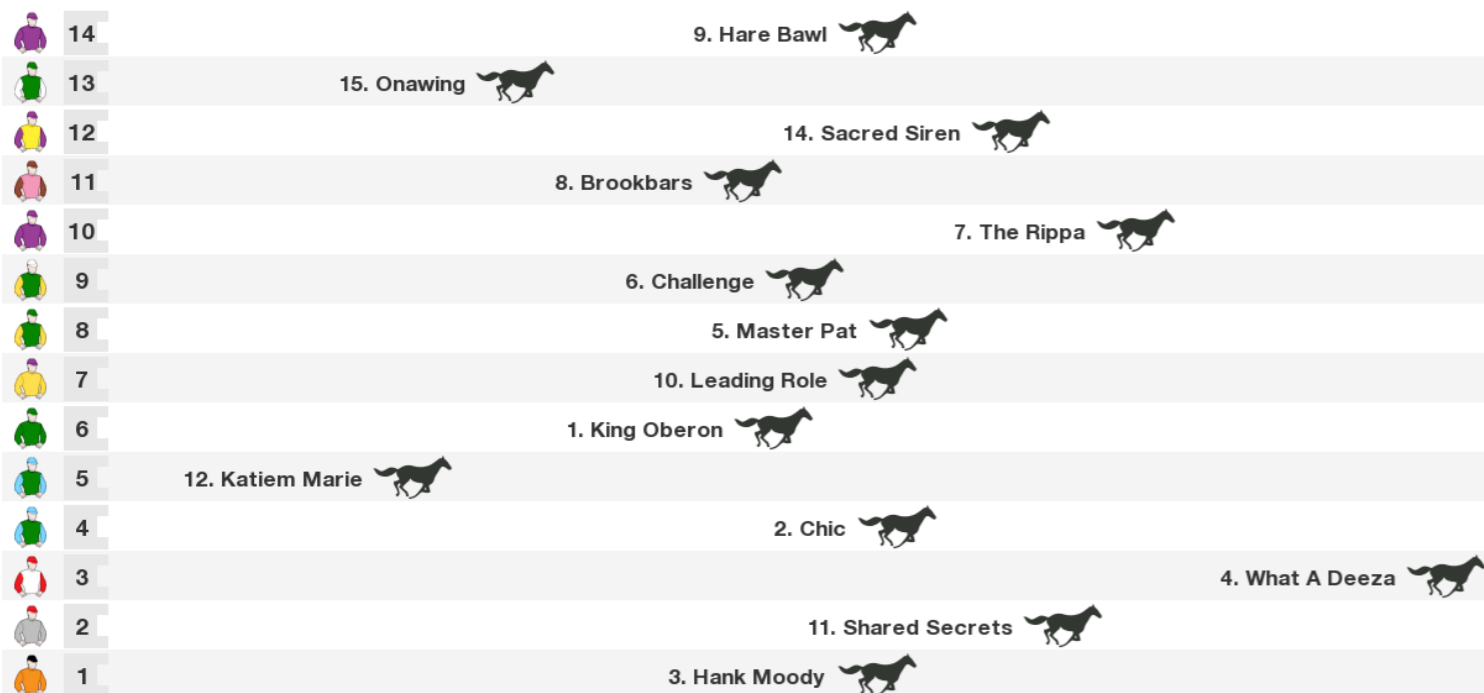 14 9. Hare Bawl
13 15. Onawing
12 14. Sacred Siren
11 8. Brookbars
10 7. The Rippa
9 6. Challenge
8 5. Master Pat
7 10. Leading Role
6 1. King Oberon
5 12. Katiem Marie
4 2. Chic
3 4. What A Deeza
2 11. Shared Secrets
1 3. Hank Moody